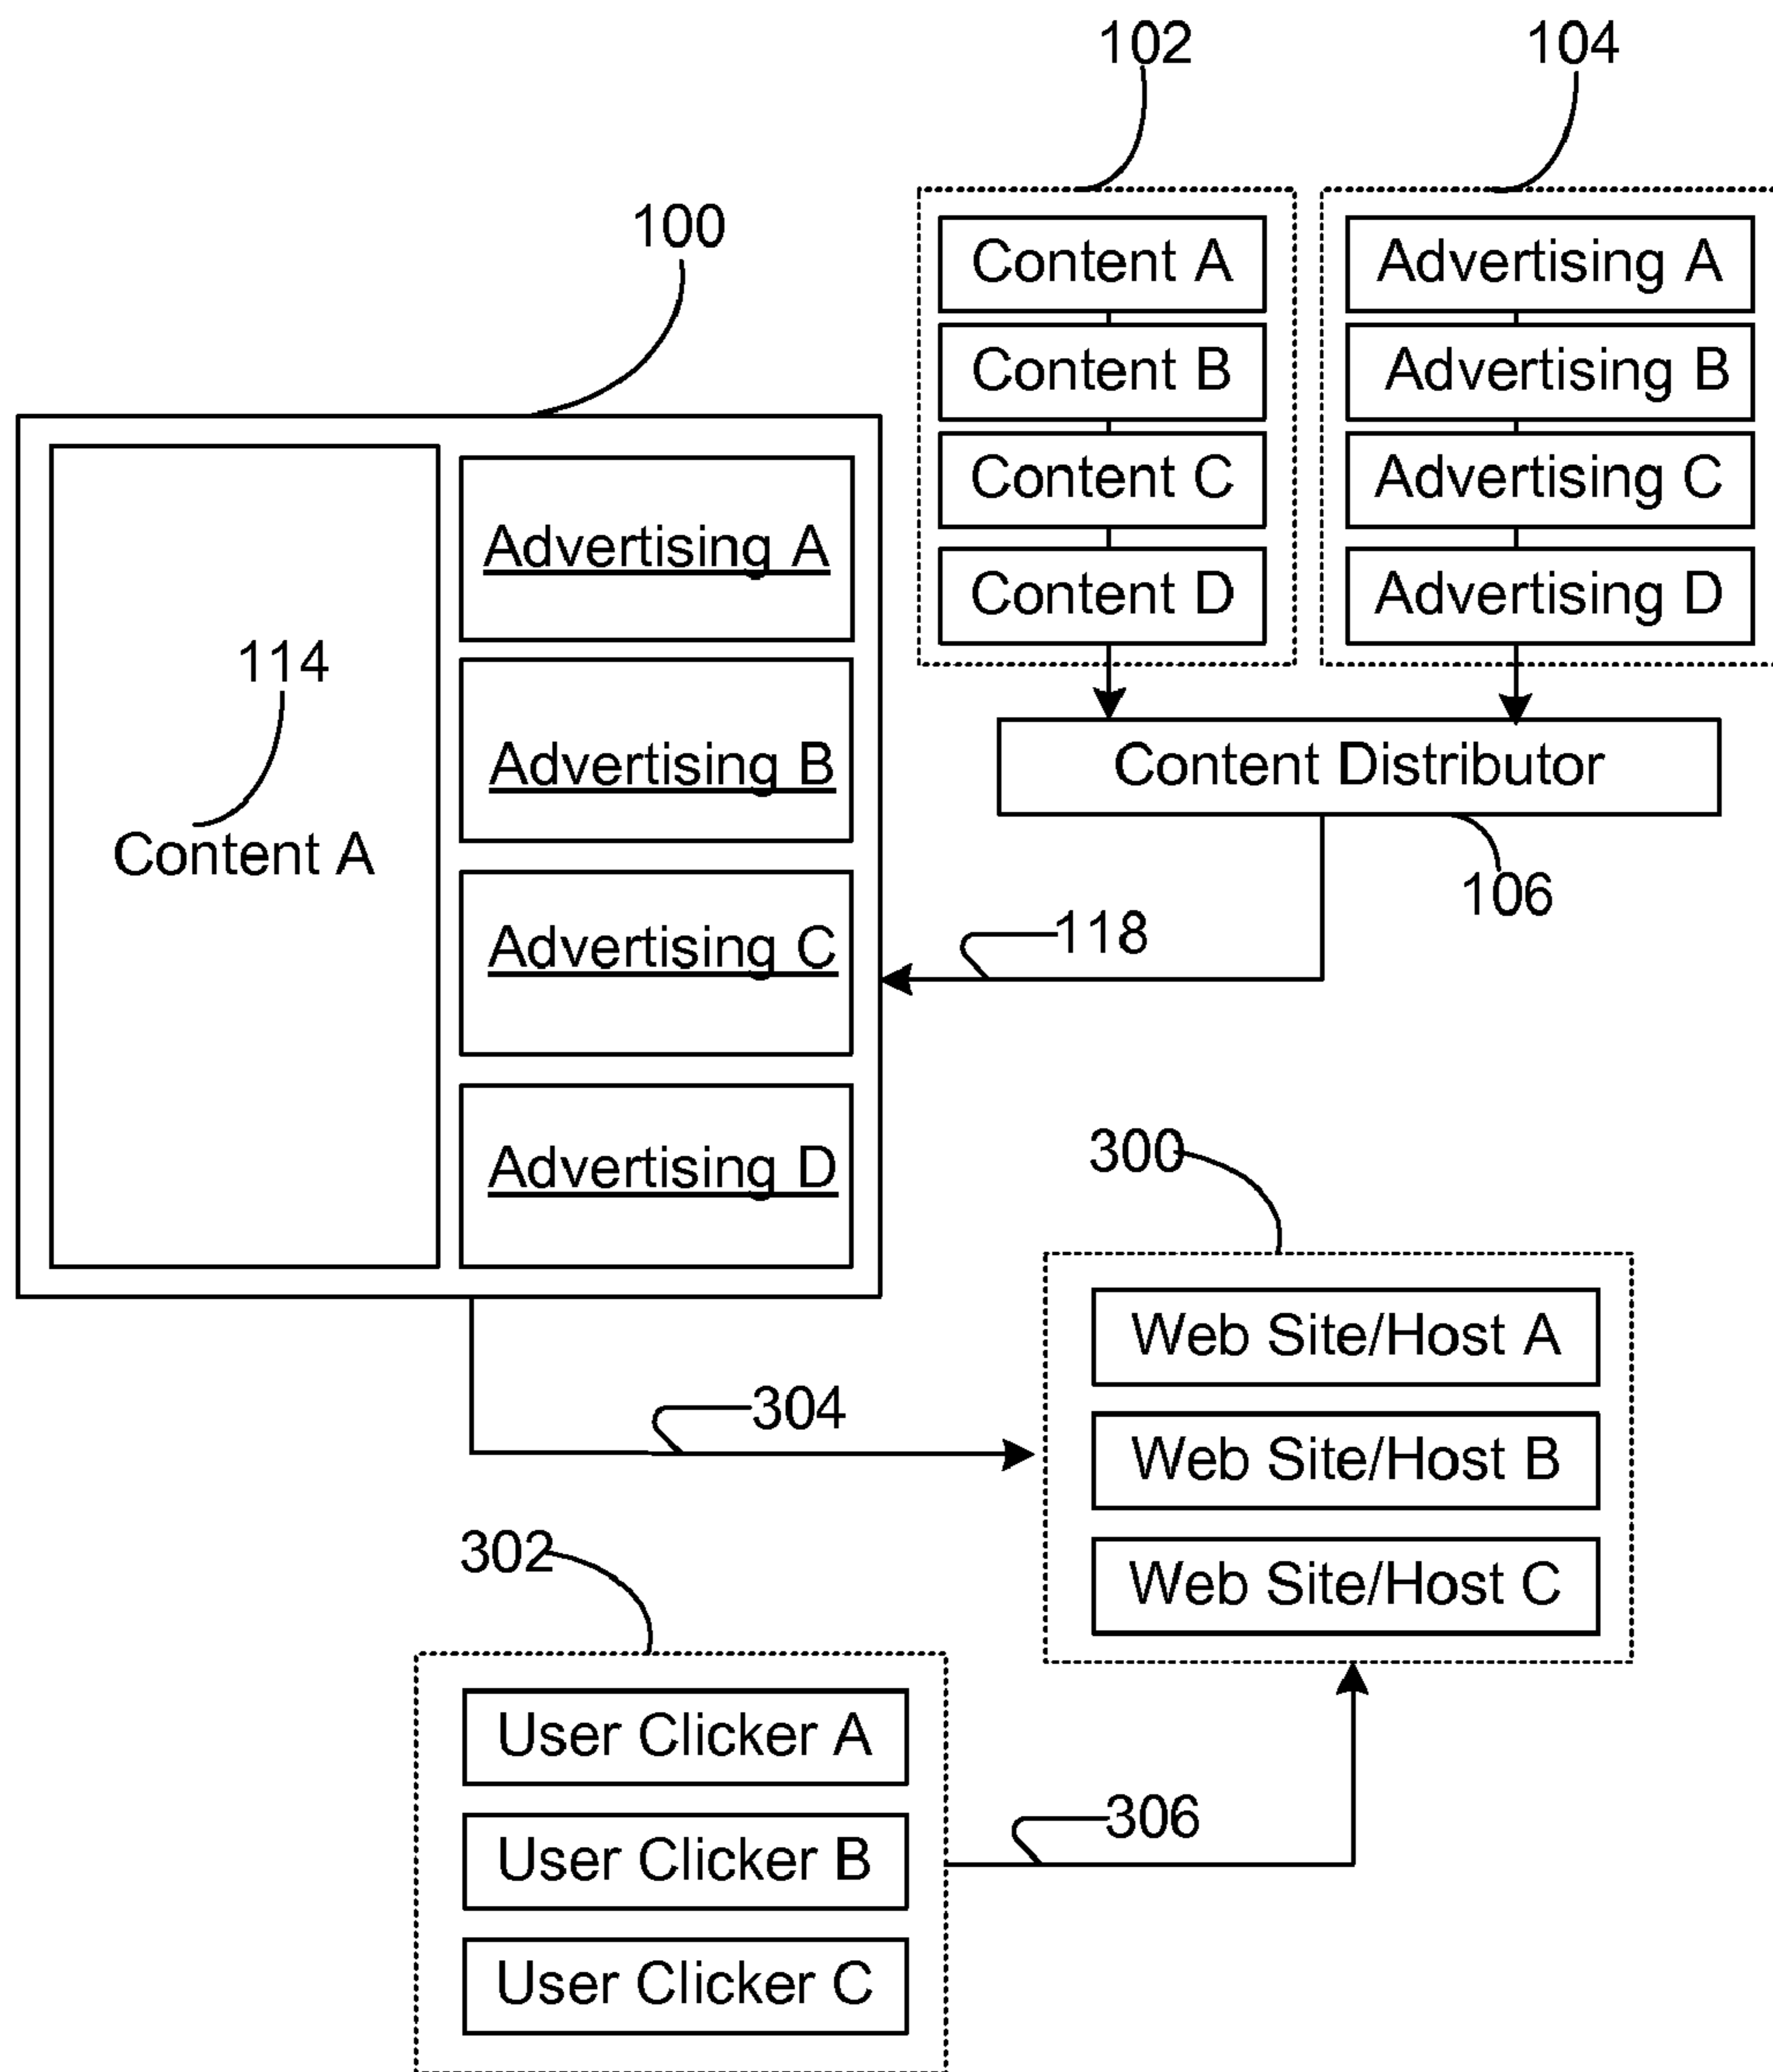 102
104
100
Content A
Content B
Content C
Content D
Advertising A
Advertising B
Advertising C
Advertising D
Content Distributor
106
118
114
Content A
Advertising A
Advertising B
Advertising C
Advertising D
300
Web Site/Host A
Web Site/Host B
Web Site/Host C
304
302
User Clicker A
User Clicker B
User Clicker C
306